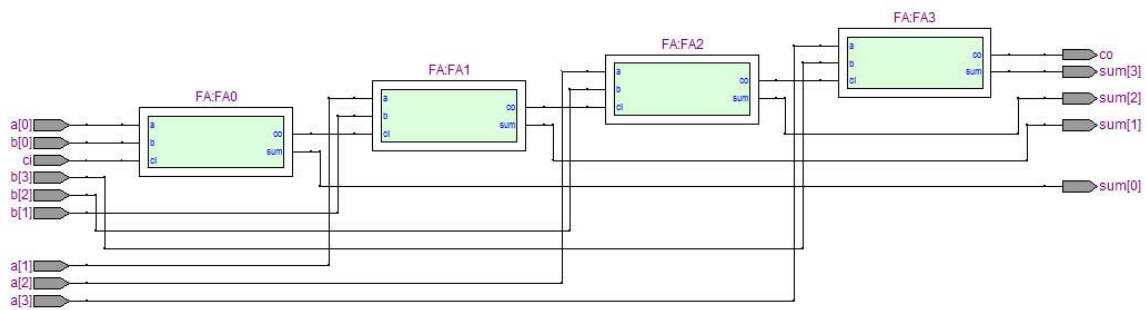 FA:FA3
a
b
ci
co
sum
FA:FA2
a
b
ci
co
sum
FA:FA1
a
b
ci
co
sum
FA:FA0
a
b
ci
co
sum
a[0]
b[0]
ci
b[3]
b[2]
b[1]
a[1]
a[2]
a[3]
co
sum[3]
sum[2]
sum[1]
sum[0]